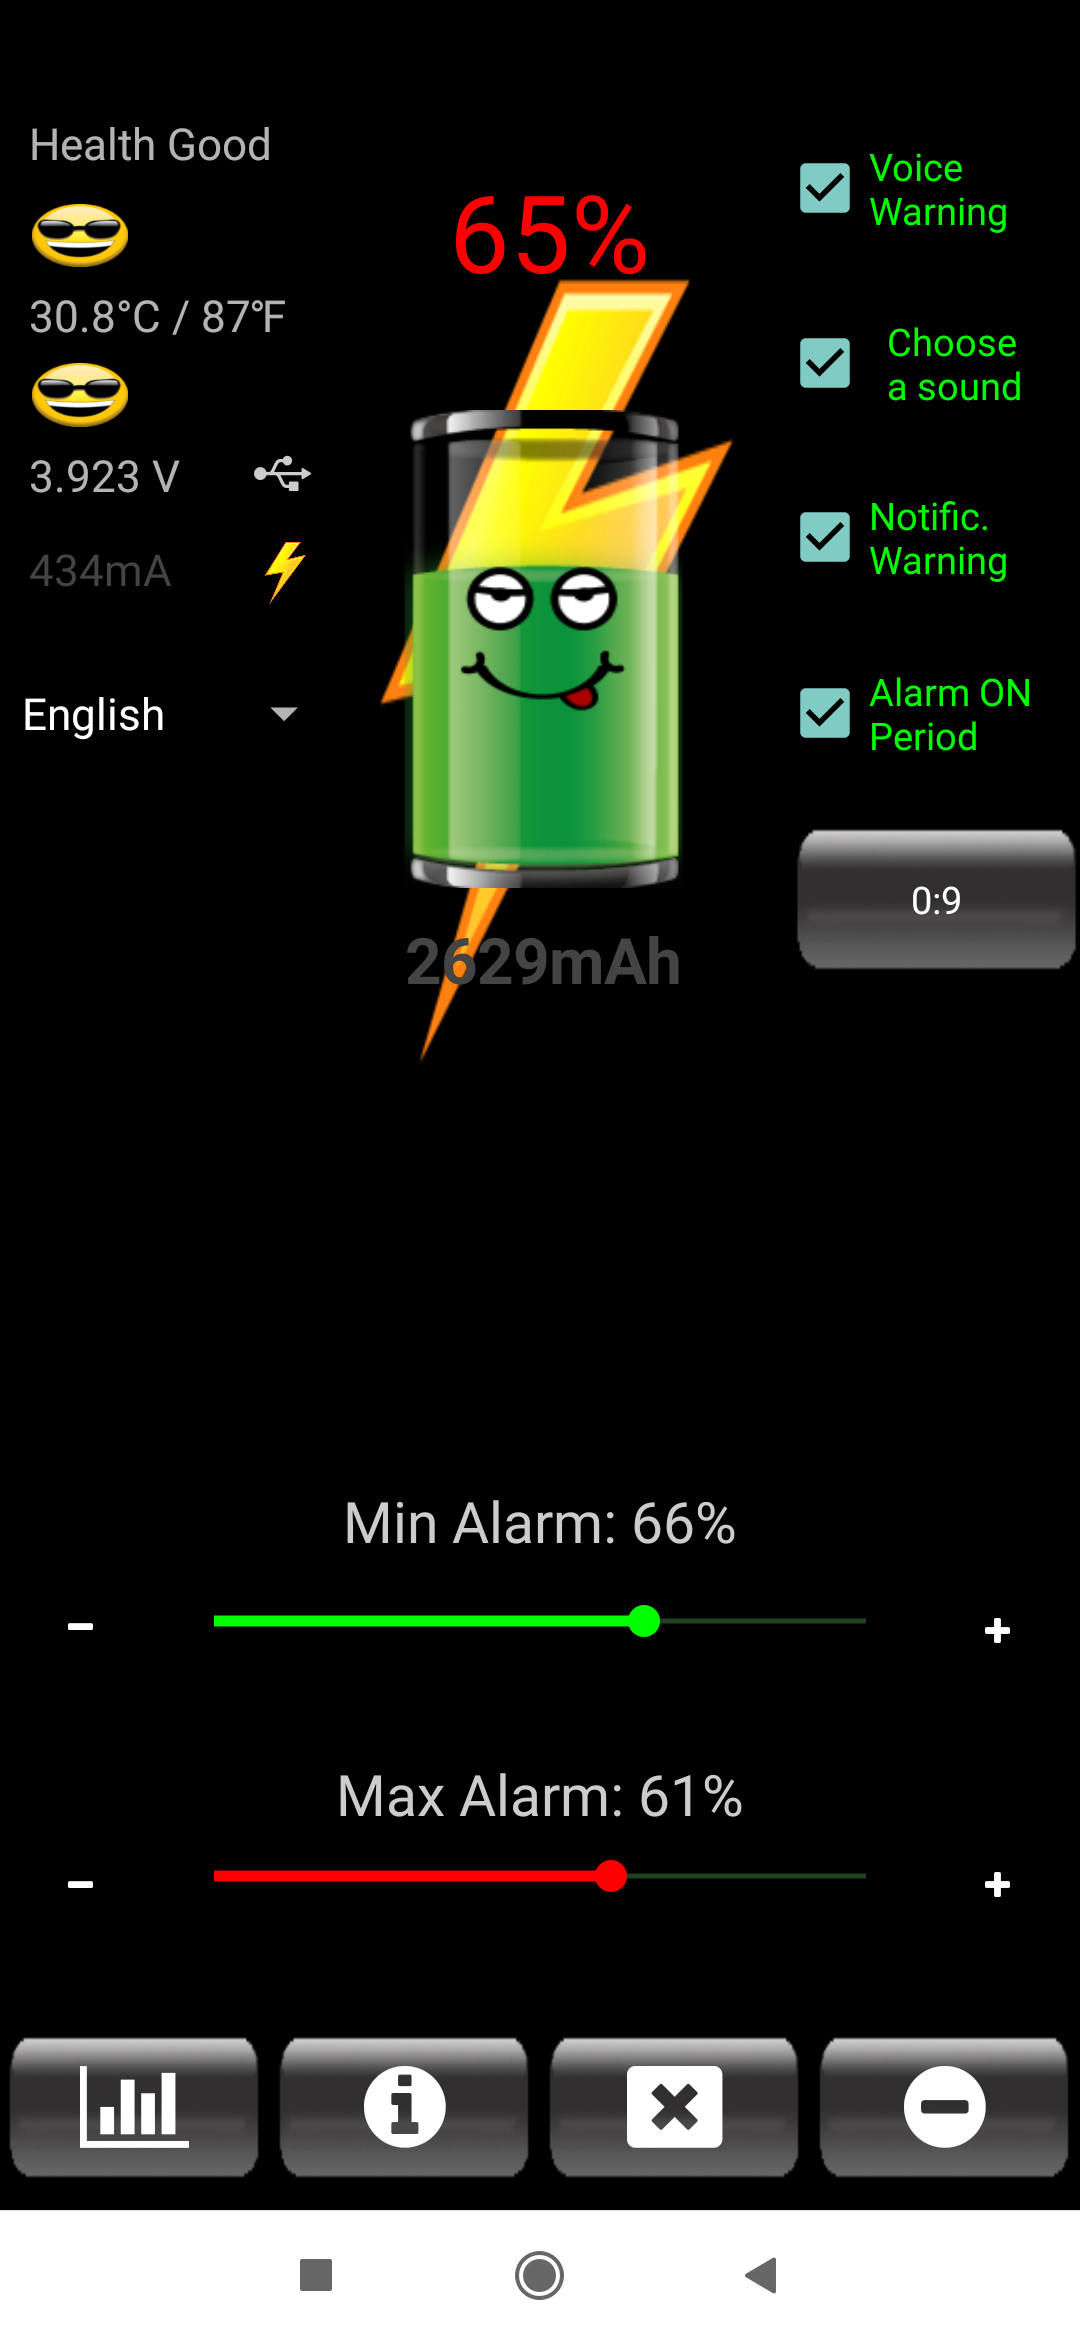 Health Good
65%
30.8°C / 87°F
3.923 V
434mA
English
Voice
Warning
Choose
a sound
Notific.
Warning
Alarm ON
Period
0:9
2629mAh
Min Alarm: 66%
Max Alarm: 61%